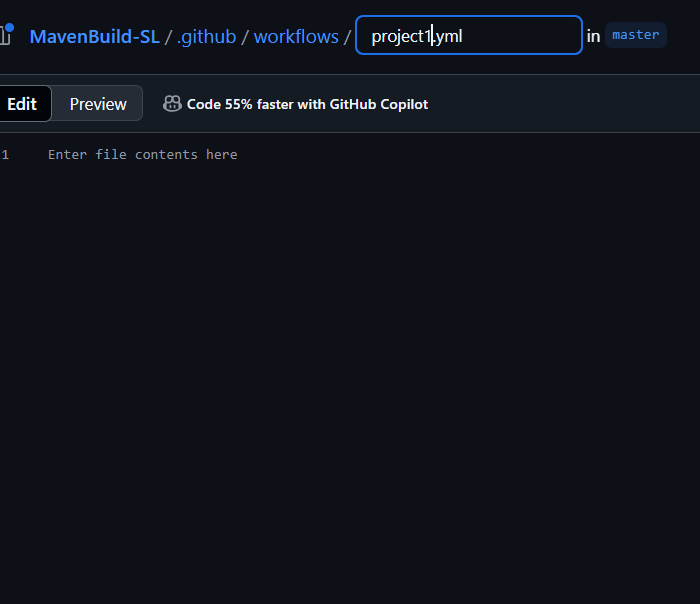 MavenBuild-SL / .github / workflows / project1.yml in master
Edit Preview Code 55% faster with GitHub Copilot
1 Enter file contents here